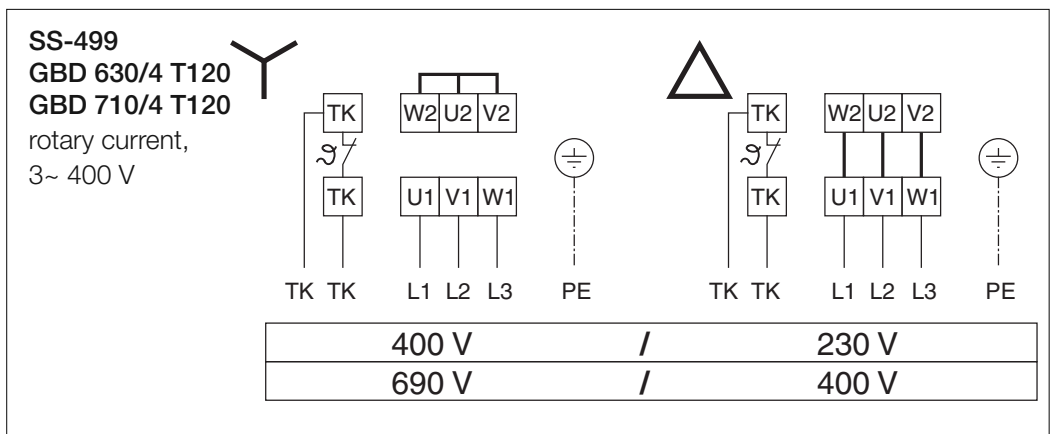 SS-499
GBD 630/4 T120
GBD 710/4 T120
rotary current,
3~ 400 V
TK W2 U2 V2
ϑ
TK U1 V1 W1
TK TK L1 L2 L3 PE
TK W2 U2 V2
ϑ
TK U1 V1 W1
TK TK L1 L2 L3 PE
400 V / 230 V
690 V / 400 V